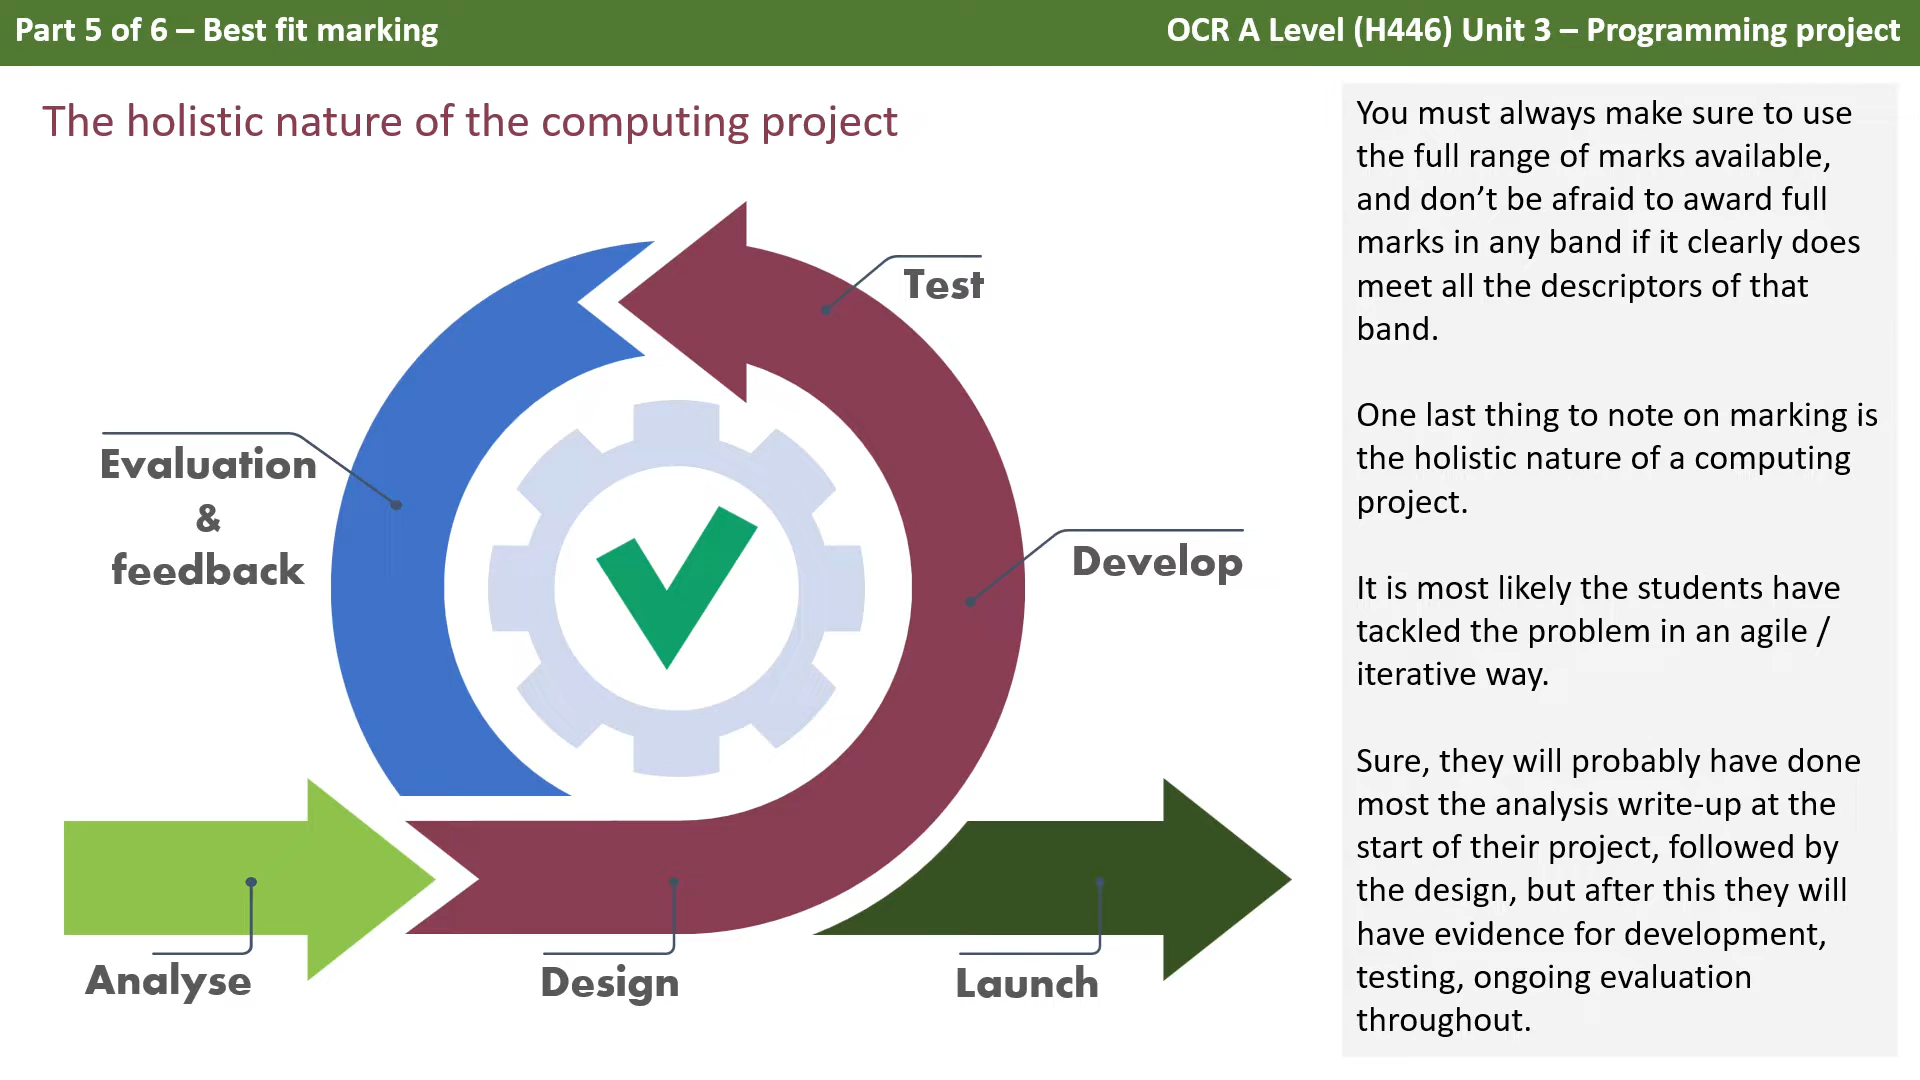 Part 5 of 6 – Best fit marking
OCR A Level (H446) Unit 3 – Programming project
The holistic nature of the computing project
Test
Evaluation
&
feedback
Develop
Analyse
Design
Launch
You must always make sure to use
the full range of marks available,
and don’t be afraid to award full
marks in any band if it clearly does
meet all the descriptors of that
band.
One last thing to note on marking is
the holistic nature of a computing
project.
It is most likely the students have
tackled the problem in an agile /
iterative way.
Sure, they will probably have done
most the analysis write-up at the
start of their project, followed by
the design, but after this they will
have evidence for development,
testing, ongoing evaluation
throughout.